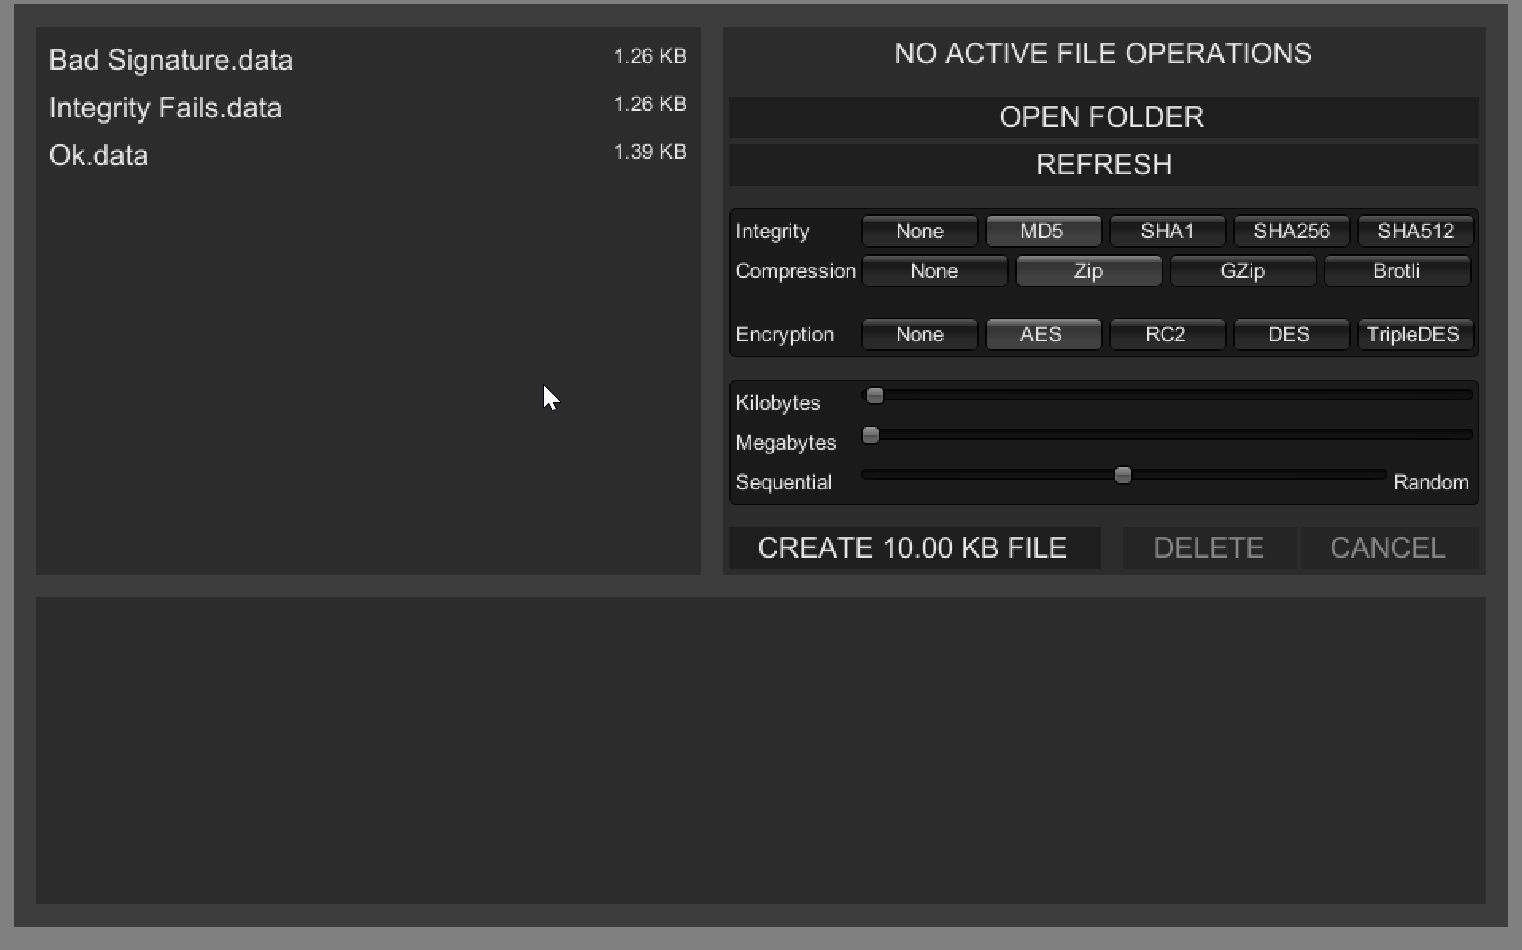 Bad Signature.data 1.26 KB
Integrity Fails.data 1.26 KB
Ok.data 1.39 KB
NO ACTIVE FILE OPERATIONS
OPEN FOLDER
REFRESH
Integrity None MD5 SHA1 SHA256 SHA512
Compression None Zip GZip Brotli
Encryption None AES RC2 DES TripleDES
Kilobytes
Megabytes
Sequential Random
CREATE 10.00 KB FILE DELETE CANCEL